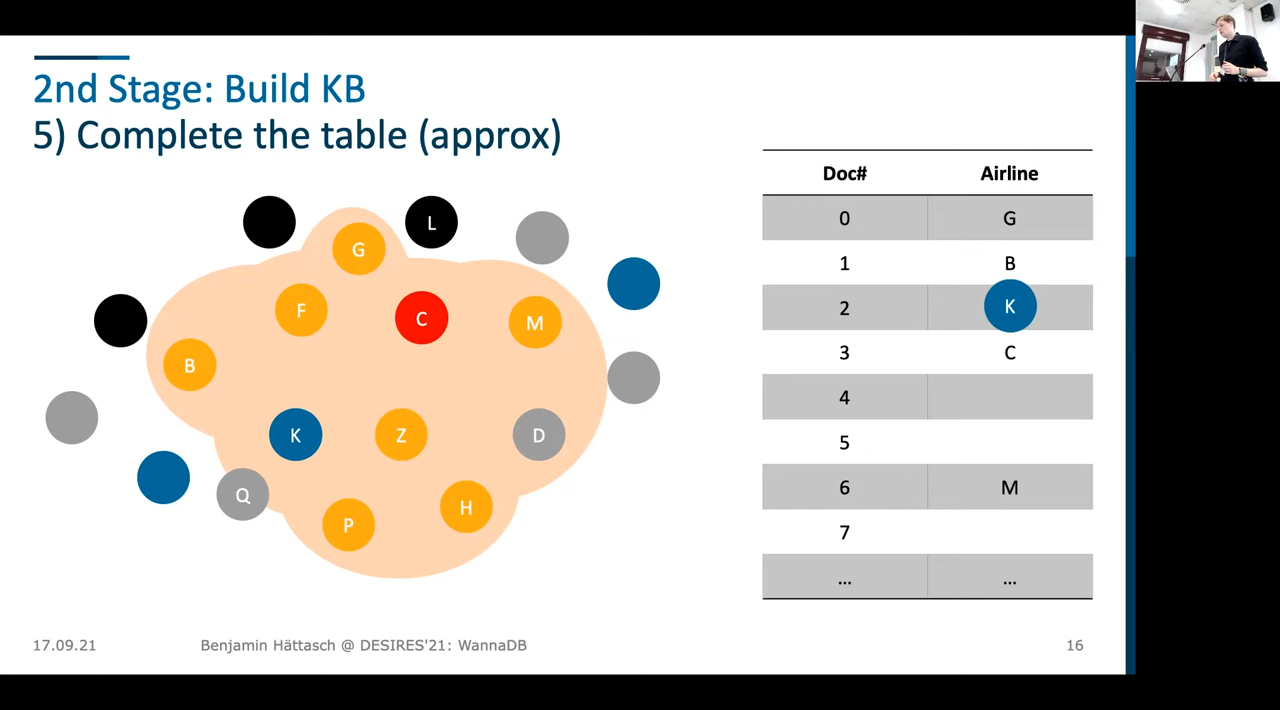 2nd Stage: Build KB
5) Complete the table (approx)
L
G
F
C
M
B
K
Z
D
Q
P
H
Doc# Airline
0 G
1 B
2 K
3 C
4
5
6 M
7
... ...
17.09.21 Benjamin Hättasch @ DESIRES'21: WannaDB 16